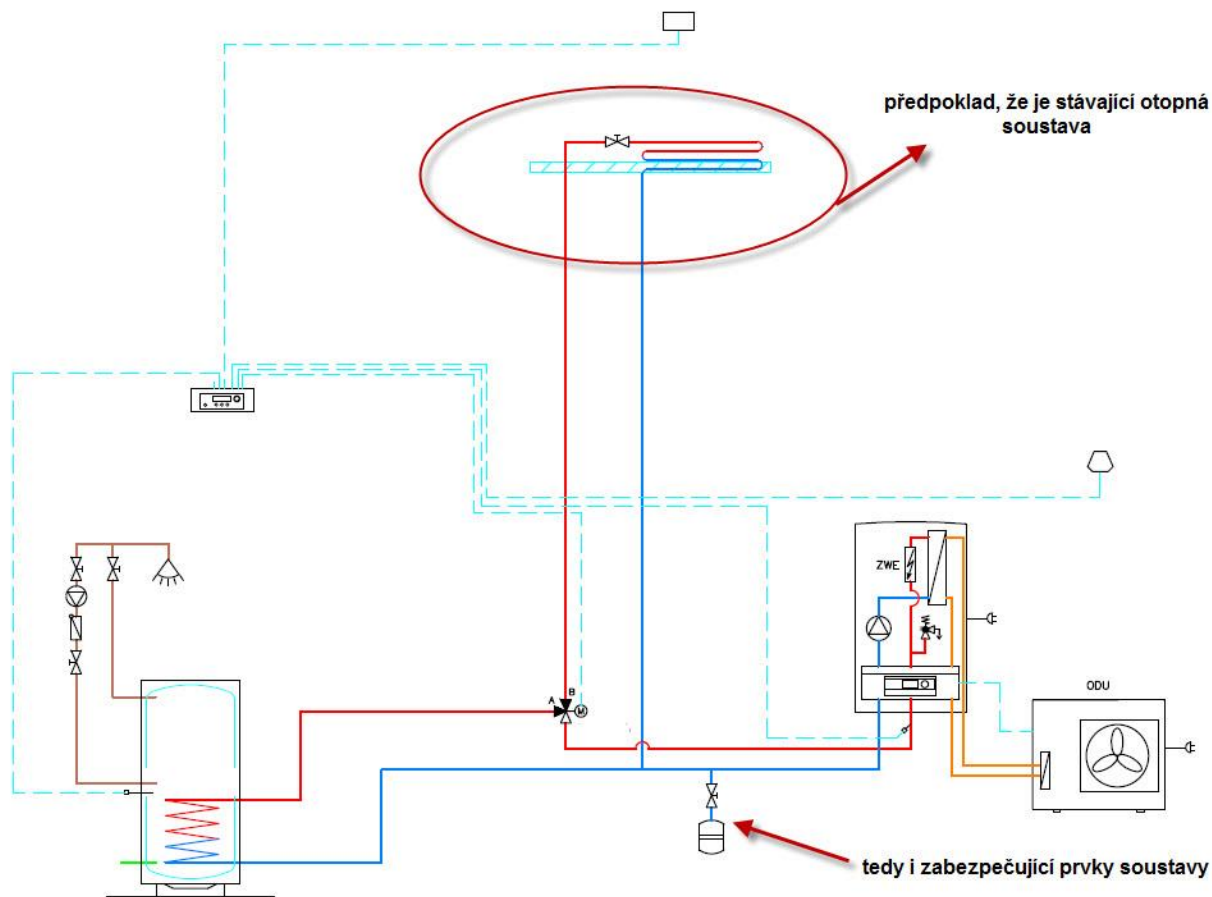 předpoklad, že je stávající otopná
soustava
ZWE
ODU
A
B
M
tedy i zabezpečující prvky soustavy